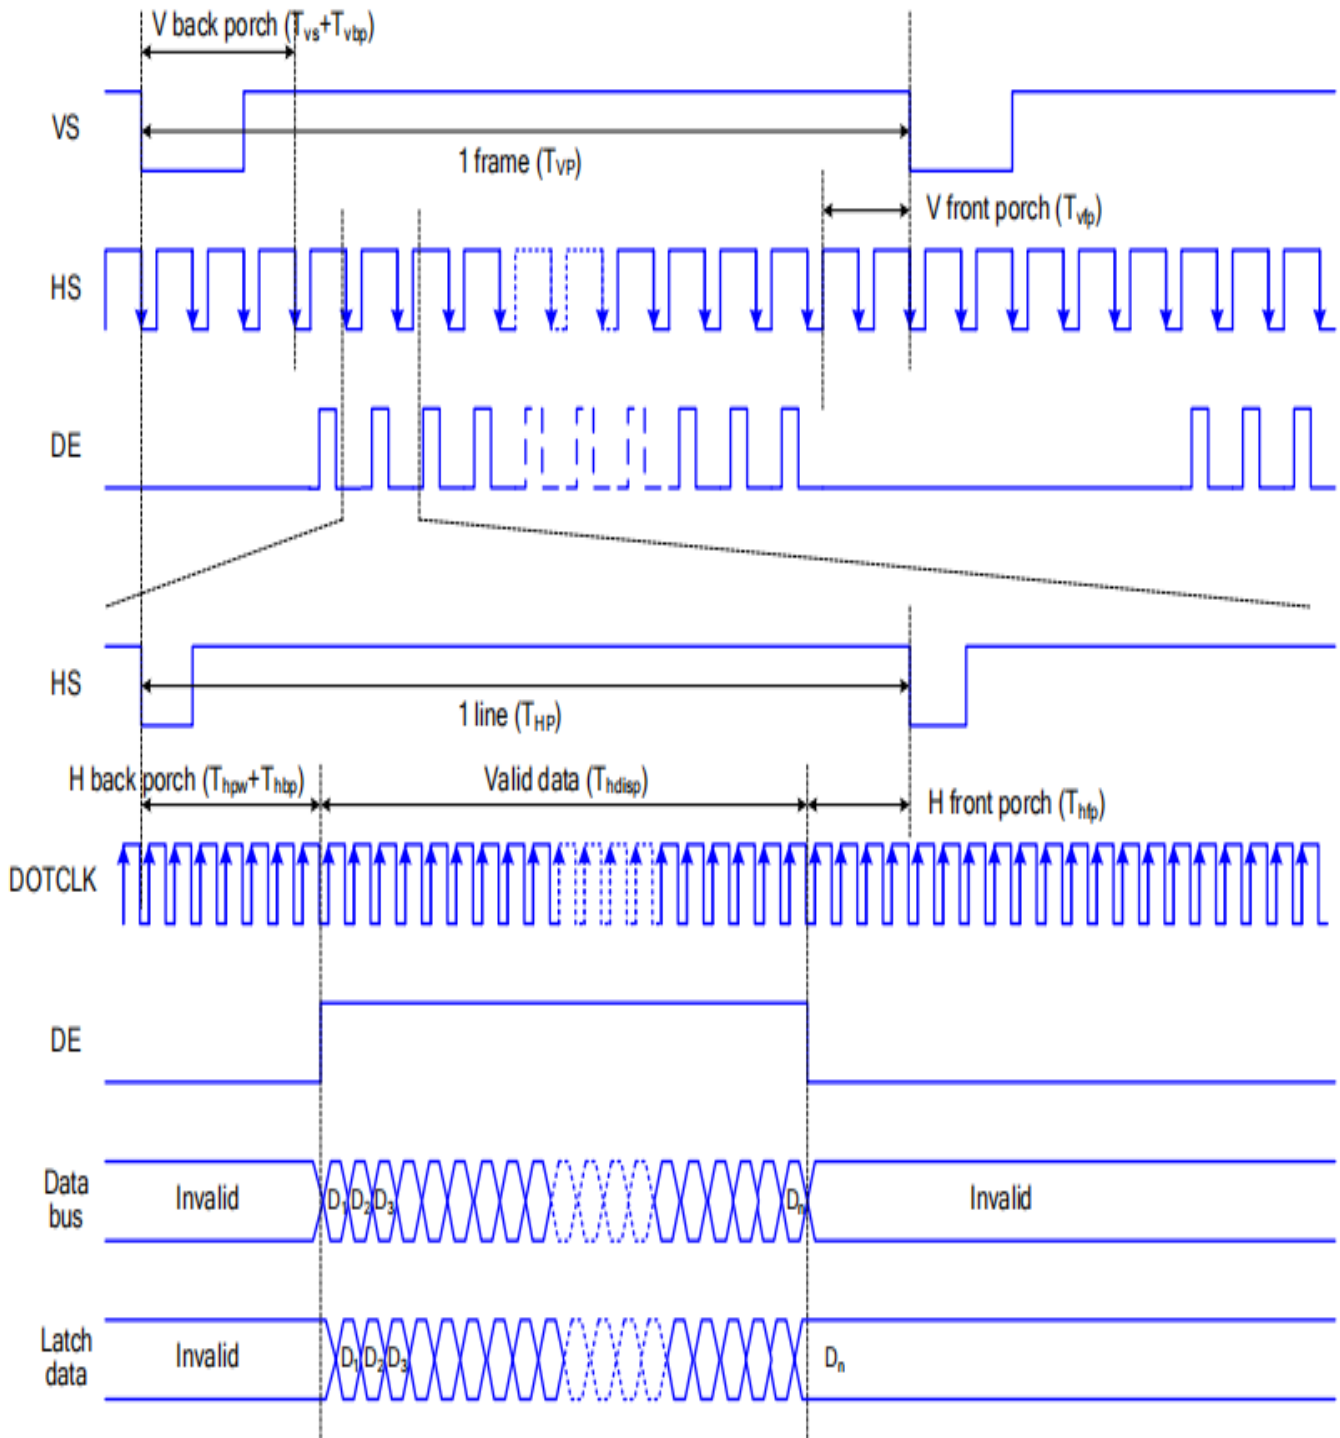 V back porch (Tvs+Tvbp)
VS
1 frame (TVP)
V front porch (Tvfp)
HS
DE
HS
1 line (THP)
H back porch (Thpw+Thbp)
Valid data (Thdisp)
H front porch (Thfp)
DOTCLK
DE
Data
bus
Invalid
D1 D2 D3
Dn
Invalid
Latch
data
Invalid
D1 D2 D3
Dn